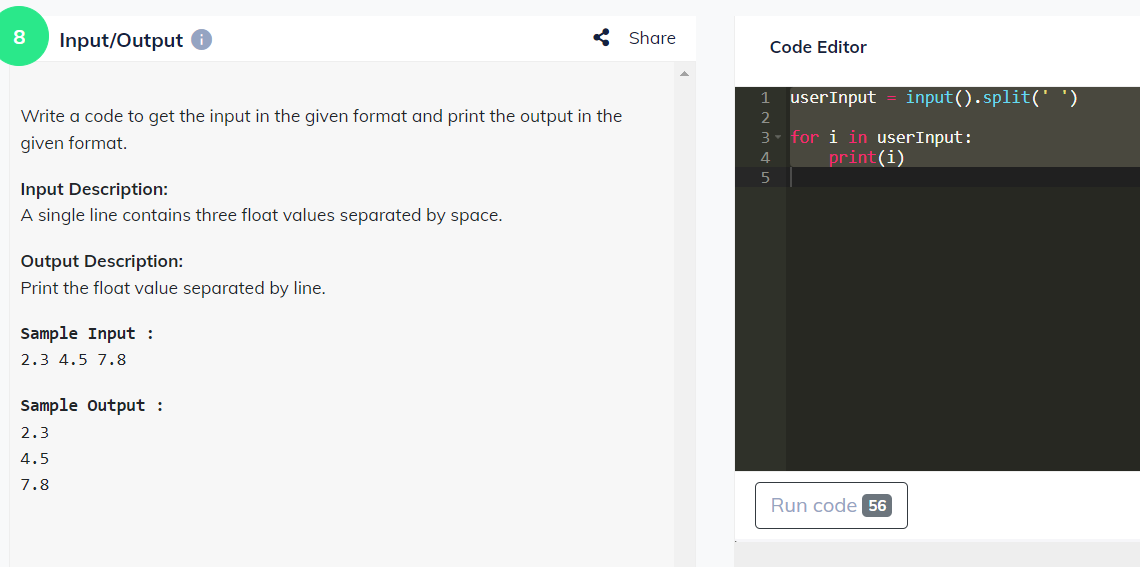 8
Input/Output i
Share
Write a code to get the input in the given format and print the output in the
given format.
Input Description:
A single line contains three float values separated by space.
Output Description:
Print the float value separated by line.
Sample Input :
2.3 4.5 7.8
Sample Output :
2.3
4.5
7.8
Code Editor
1 userInput = input().split(' ')
2
3 for i in userInput:
4     print(i)
5
Run code 56